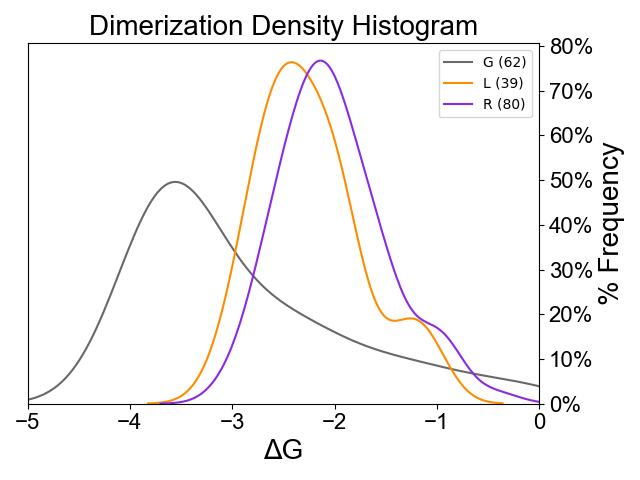 Dimerization Density Histogram
G (62)
L (39)
R (80)
80%
70%
60%
50%
40%
30%
20%
10%
0%
% Frequency
−5
−4
−3
−2
−1
0
ΔG